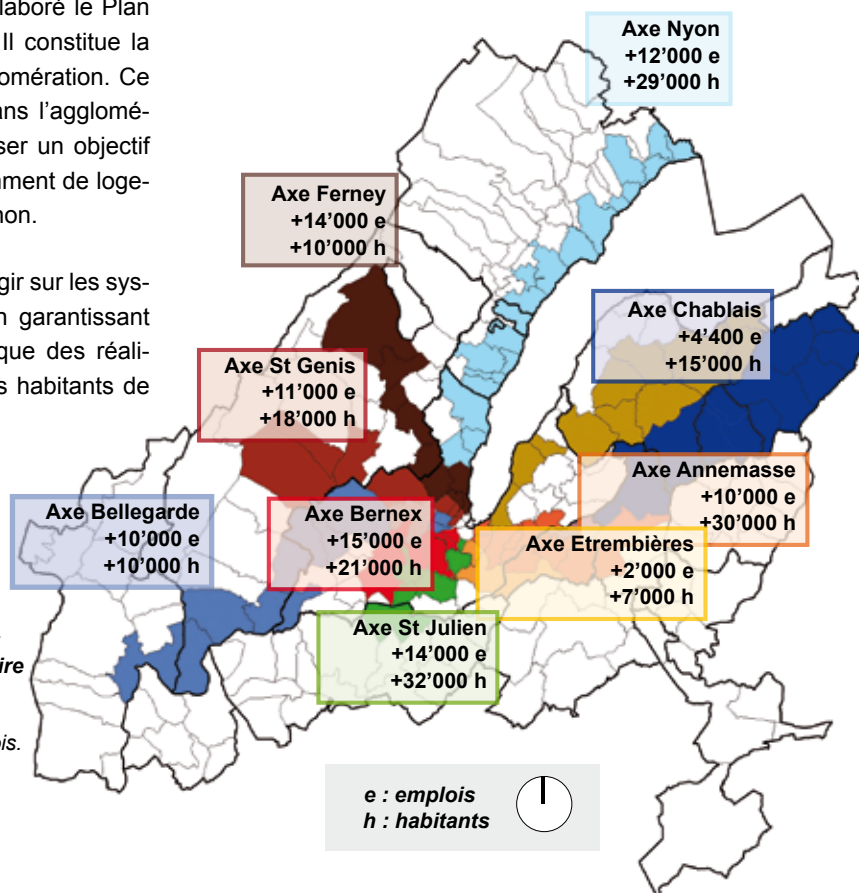 aboré le Plan
Il constitue la
omération. Ce
ans l'agglomé-
ser un objectif
ment de loge-
non.
gir sur les sys-
n garantissant
que des réali-
s habitants de
ire
is.
Axe Nyon
+12'000 e
+29'000 h
Axe Ferney
+14'000 e
+10'000 h
Axe Chablais
+4'400 e
+15'000 h
Axe St Genis
+11'000 e
+18'000 h
Axe Annemasse
+10'000 e
+30'000 h
Axe Bellegarde
+10'000 e
+10'000 h
Axe Bernex
+15'000 e
+21'000 h
Axe Etrembières
+2'000 e
+7'000 h
Axe St Julien
+14'000 e
+32'000 h
e : emplois
h : habitants